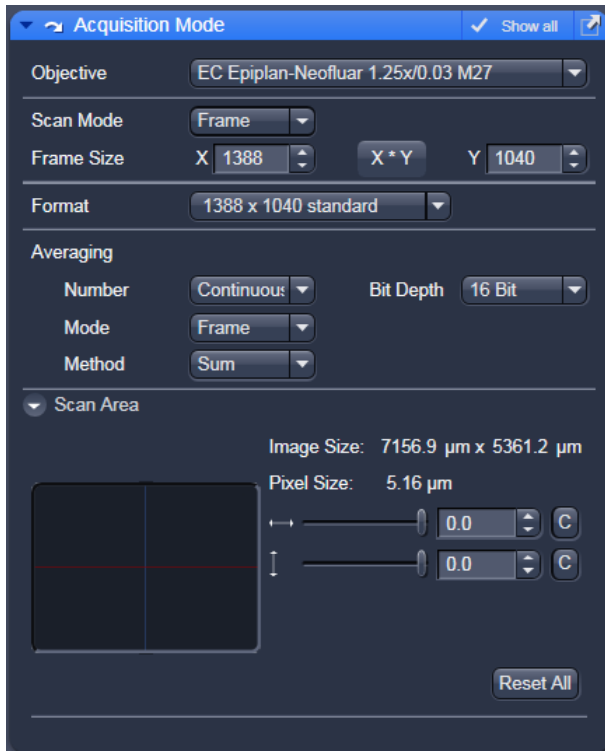 Acquisition Mode Show all
Objective EC Epiplan-Neofluar 1.25x/0.03 M27
Scan Mode Frame
Frame Size X 1388 X * Y Y 1040
Format 1388 x 1040 standard
Averaging
Number Continuous Bit Depth 16 Bit
Mode Frame
Method Sum
Scan Area
Image Size: 7156.9 µm x 5361.2 µm
Pixel Size: 5.16 µm
0.0 C
0.0 C
Reset All